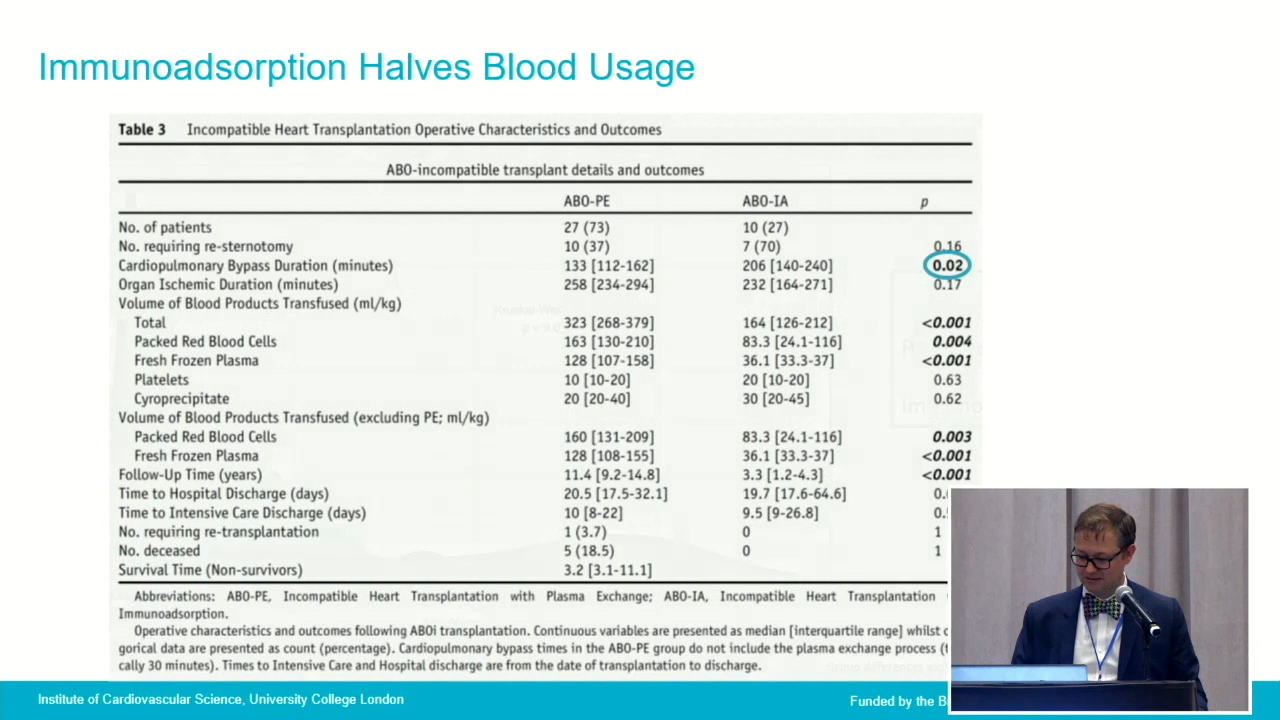 Immunoadsorption Halves Blood Usage
Table 3 Incompatible Heart Transplantation Operative Characteristics and Outcomes
ABO-incompatible transplant details and outcomes
ABO-PE ABO-IA p
No. of patients 27 (73) 10 (27)
No. requiring re-sternotomy 10 (37) 7 (70) 0.16
Cardiopulmonary Bypass Duration (minutes) 133 [112-162] 206 [140-240] 0.02
Organ Ischemic Duration (minutes) 258 [234-294] 232 [164-271] 0.17
Volume of Blood Products Transfused (ml/kg)
Total 323 [268-379] 164 [126-212] <0.001
Packed Red Blood Cells 163 [130-210] 83.3 [24.1-116] 0.004
Fresh Frozen Plasma 128 [107-158] 36.1 [33.3-37] <0.001
Platelets 10 [10-20] 20 [10-20] 0.63
Cyroprecipitate 20 [20-40] 30 [20-45] 0.62
Volume of Blood Products Transfused (excluding PE; ml/kg)
Packed Red Blood Cells 160 [131-209] 83.3 [24.1-116] 0.003
Fresh Frozen Plasma 128 [108-155] 36.1 [33.3-37] <0.001
Follow-Up Time (years) 11.4 [9.2-14.8] 3.3 [1.2-4.3] <0.001
Time to Hospital Discharge (days) 20.5 [17.5-32.1] 19.7 [17.6-64.6]
Time to Intensive Care Discharge (days) 10 [8-22] 9.5 [9-26.8]
No. requiring re-transplantation 1 (3.7) 0 1
No. deceased 5 (18.5) 0 1
Survival Time (Non-survivors) 3.2 [3.1-11.1]
Abbreviations: ABO-PE, Incompatible Heart Transplantation with Plasma Exchange; ABO-IA, Incompatible Heart Transplantation
Immunoadsorption.
Operative characteristics and outcomes following ABOi transplantation. Continuous variables are presented as median [interquartile range] whilst
gorical data are presented as count (percentage). Cardiopulmonary bypass times in the ABO-PE group do not include the plasma exchange process
cally 30 minutes). Times to Intensive Care and Hospital discharge are from the date of transplantation to discharge.
Institute of Cardiovascular Science, University College London
Funded by the